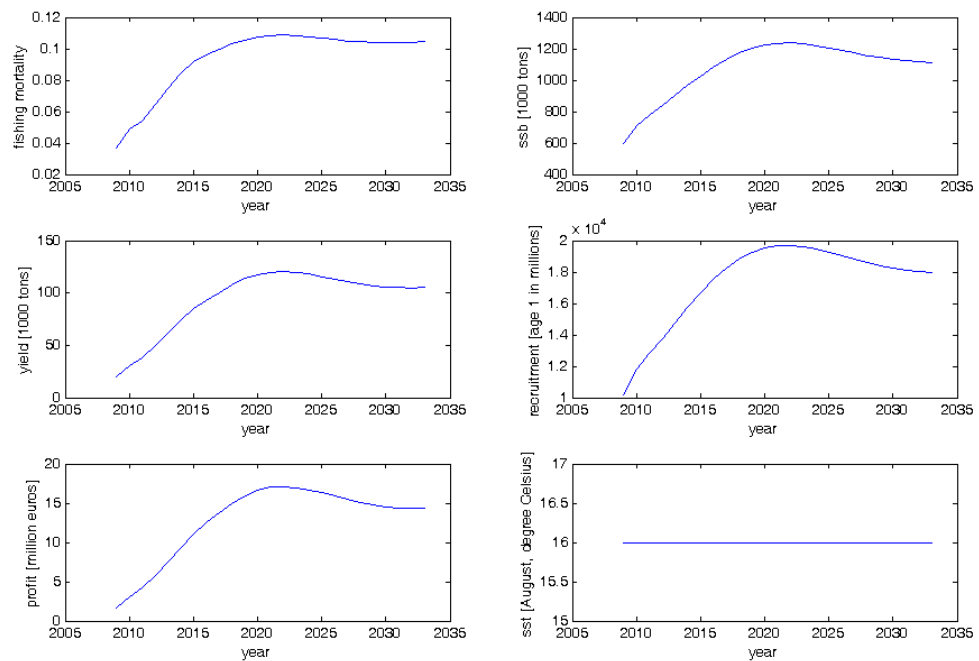 0.12
0.1
0.08
0.06
0.04
0.02
fishing mortality
2005 2010 2015 2020 2025 2030 2035
year
1400
1200
1000
800
600
400
ssb [1000 tons]
2005 2010 2015 2020 2025 2030 2035
year
150
100
50
0
yield [1000 tons]
2005 2010 2015 2020 2025 2030 2035
year
x 10^4
2
1.8
1.6
1.4
1.2
1
recruitment [age 1 in millions]
2005 2010 2015 2020 2025 2030 2035
year
20
15
10
5
0
profit [million euros]
2005 2010 2015 2020 2025 2030 2035
year
17
16.5
16
15.5
15
sst [August, degree Celsius]
2005 2010 2015 2020 2025 2030 2035
year